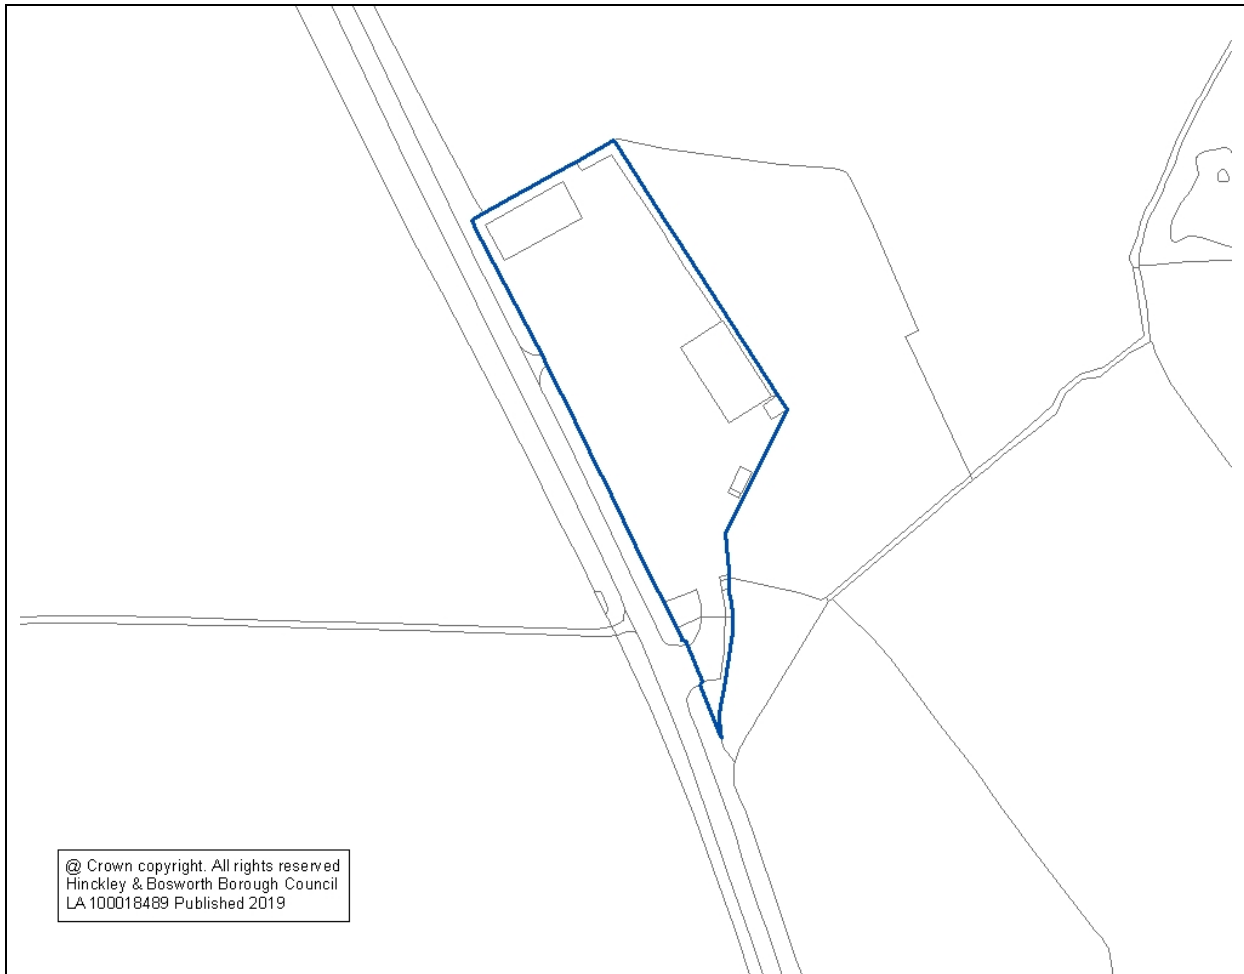 @ Crown copyright. All rights reserved
Hinckley & Bosworth Borough Council
LA 100018489 Published 2019